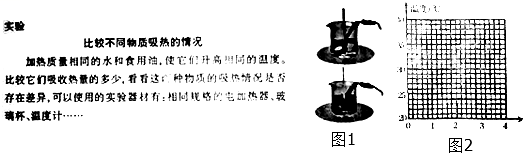 实验
比较不同物质吸热的情况
加热质量相同的水和食用油,使它们升高相同的温度。
比较它们吸收热量的多少,看看这两种物质的吸热情况是否
存在差异,可以使用的实验器材有:相同规格的电加热器、玻
璃杯、温度计……
图1
温度/℃
50
45
40
35
30
25
20
0 1 2 3 4
图2